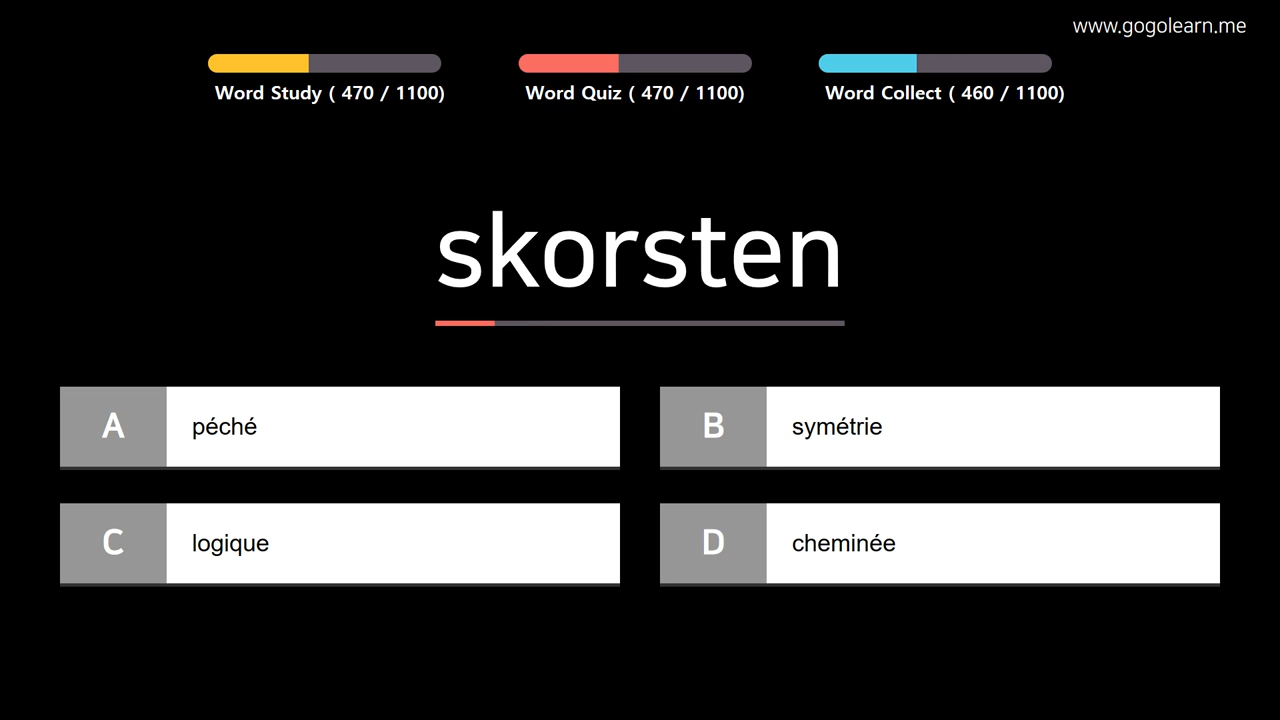 www.gogolearn.me
Word Study ( 470 / 1100)
Word Quiz ( 470 / 1100)
Word Collect ( 460 / 1100)
skorsten
A péché
B symétrie
C logique
D cheminée